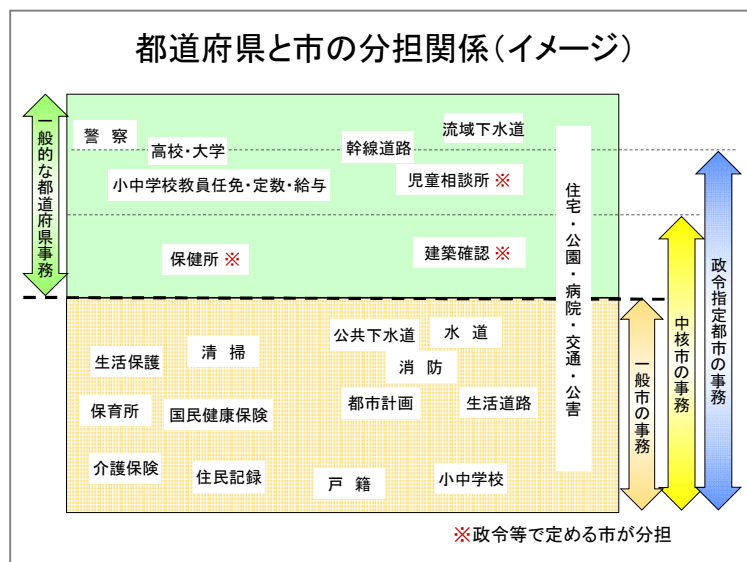 都道府県と市の分担関係（イメージ）
一般的な都道府県事務
警　察
高校・大学
幹線道路
流域下水道
小中学校教員任免・定数・給与
児童相談所 ※
保健所 ※
建築確認 ※
住宅・公園・病院・交通・公害
生活保護
清　掃
公共下水道
水　道
消　防
保育所
国民健康保険
都市計画
生活道路
介護保険
住民記録
戸　籍
小中学校
一般市の事務
中核市の事務
政令指定都市の事務
※政令等で定める市が分担